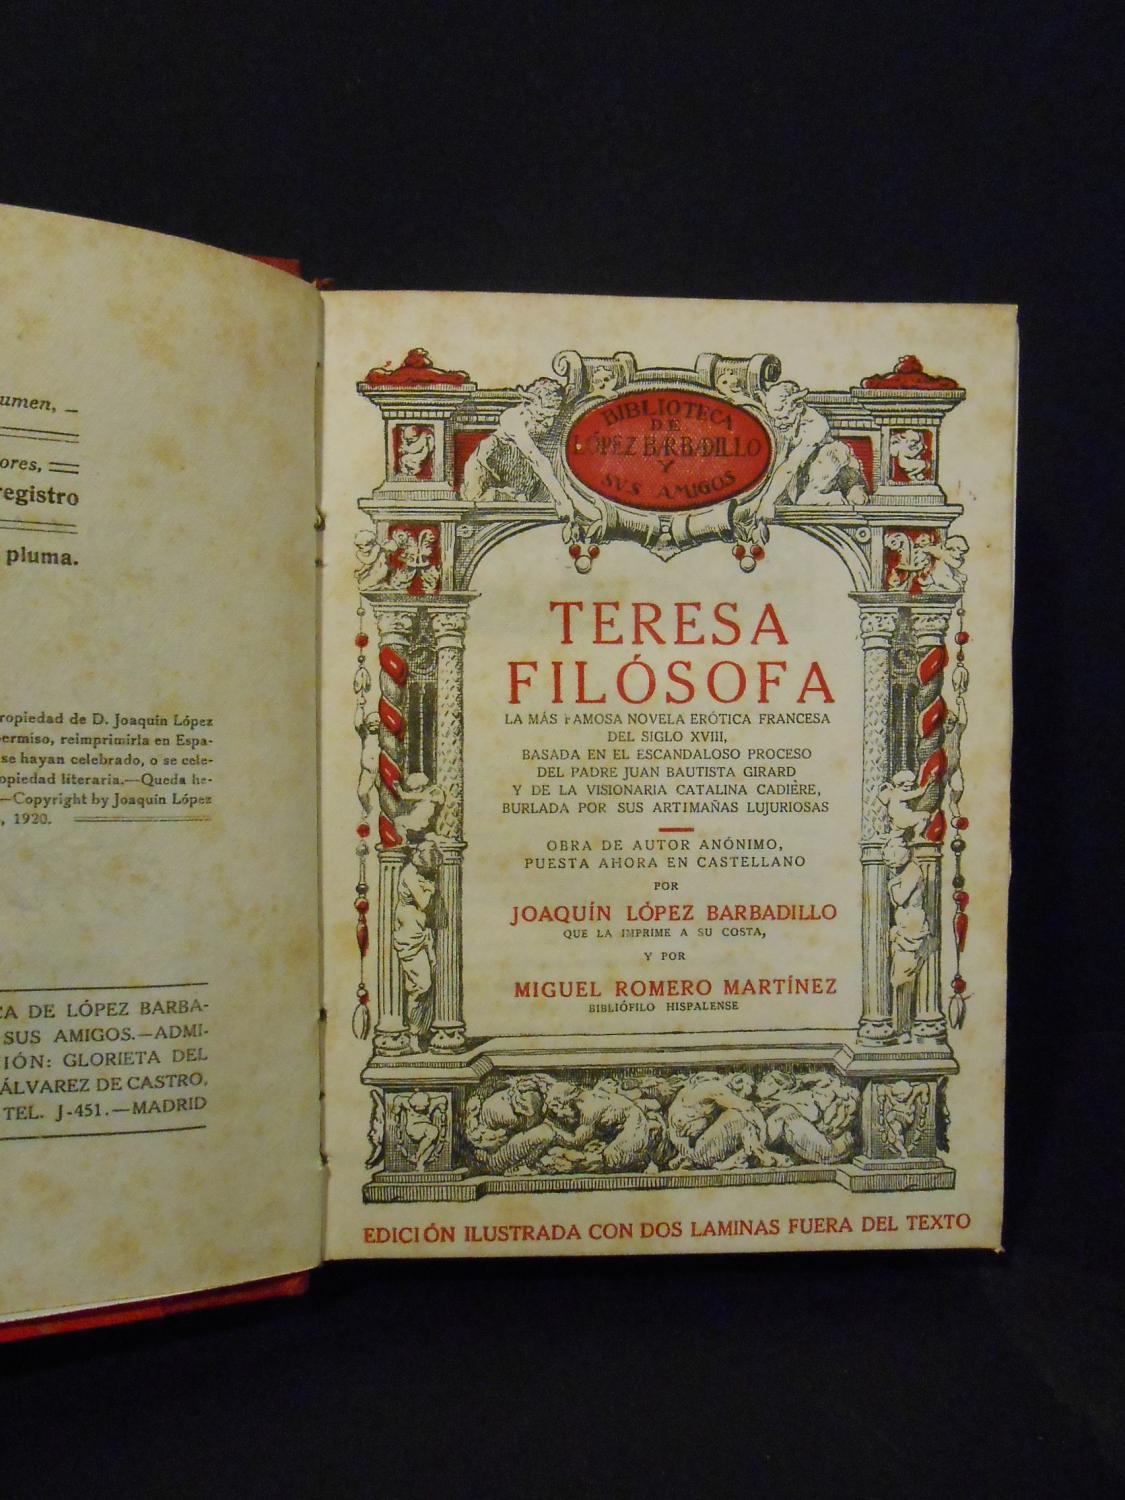 umen, _
ores,
registro
pluma.
ropiedad de D. Joaquín López
permiso, reimprimirla en Espa-
se hayan celebrado, o se cele-
opiedad literaria.—Queda he-
—Copyright by Joaquín López
, 1920.
CA DE LÓPEZ BARBA-
SUS AMIGOS.—ADMI-
IÓN: GLORIETA DEL
ÁLVAREZ DE CASTRO,
TEL. J-451.—MADRID
BIBLIOTECA
DE
LÓPEZ BARBADILLO
Y
SVS AMIGOS
TERESA
FILÓSOFA
LA MÁS FAMOSA NOVELA ERÓTICA FRANCESA
DEL SIGLO XVIII,
BASADA EN EL ESCANDALOSO PROCESO
DEL PADRE JUAN BAUTISTA GIRARD
Y DE LA VISIONARIA CATALINA CADIÉRE,
BURLADA POR SUS ARTIMAÑAS LUJURIOSAS
OBRA DE AUTOR ANÓNIMO,
PUESTA AHORA EN CASTELLANO
POR
JOAQUÍN LÓPEZ BARBADILLO
QUE LA IMPRIME A SU COSTA,
Y POR
MIGUEL ROMERO MARTÍNEZ
BIBLIÓFILO HISPALENSE
EDICIÓN ILUSTRADA CON DOS LAMINAS FUERA DEL TEXTO